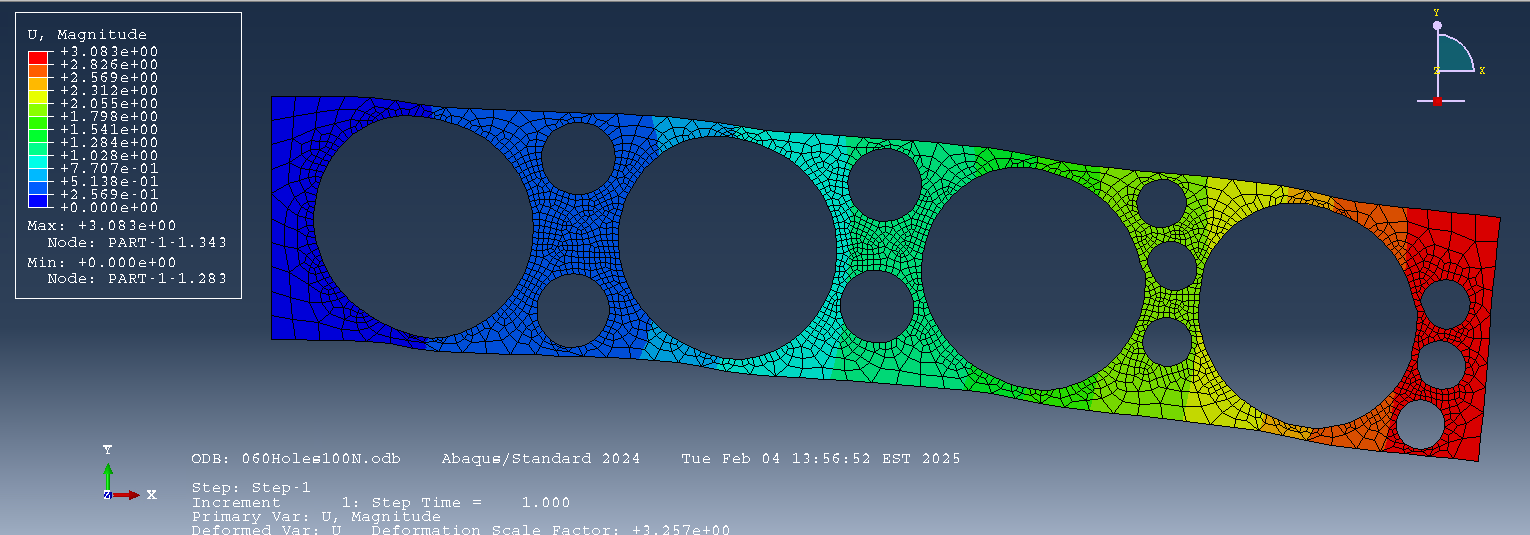 U, Magnitude
+3.083e+00
+2.826e+00
+2.569e+00
+2.312e+00
+2.055e+00
+1.798e+00
+1.541e+00
+1.284e+00
+1.028e+00
+7.707e-01
+5.138e-01
+2.569e-01
+0.000e+00
Max: +3.083e+00
Node: PART-1-1.343
Min: +0.000e+00
Node: PART-1-1.283
Y
Z X
Y
Z X
ODB: 060Holes100N.odb Abaqus/Standard 2024 Tue Feb 04 13:56:52 EST 2025
Step: Step-1
Increment 1: Step Time = 1.000
Primary Var: U, Magnitude
Deformed Var: U Deformation Scale Factor: +3.257e+00